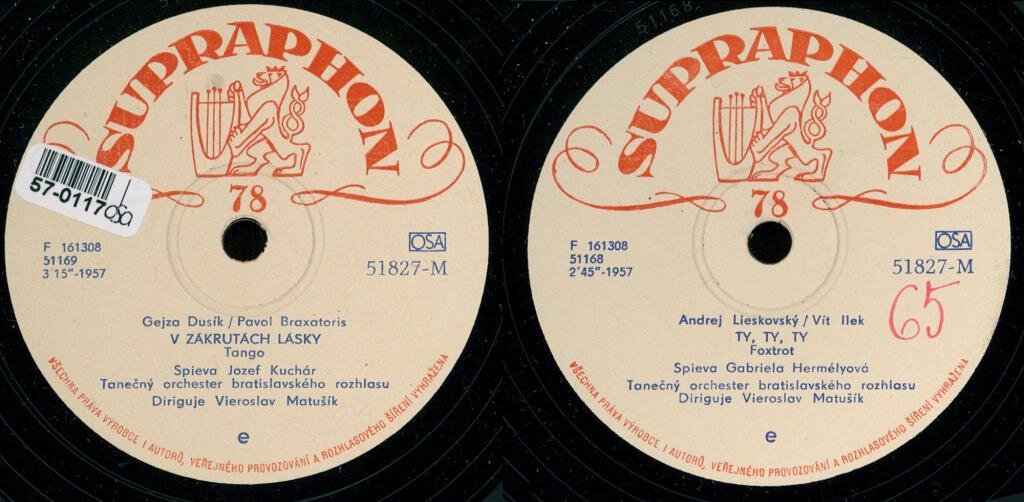 SUPRAPHON
78
57-0117
OSA
F 161308
51169
3'15"-1957
OSA
51827-M
Gejza Dusík / Pavol Braxatoris
V ZÁKRUTÁCH LÁSKY
Tango
Spieva Jozef Kuchár
Tanečný orchester bratislavského rozhlasu
Diriguje Vieroslav Matušík
e
VŠECHNA PRÁVA VÝROBCE I AUTORŮ, VEŘEJNÉHO PROVOZOVÁNÍ A ROZHLASOVÉHO ŠÍŘENÍ VYHRAŽENA
51168
SUPRAPHON
78
F 161308
51168
2'45"-1957
OSA
51827-M
65
Andrej Lieskovský / Vít Ilek
TY, TY, TY
Foxtrot
Spieva Gabriela Hermélyová
Tanečný orchester bratislavského rozhlasu
Diriguje Vieroslav Matušík
e
VŠECHNA PRÁVA VÝROBCE I AUTORŮ, VEŘEJNÉHO PROVOZOVÁNÍ A ROZHLASOVÉHO ŠÍŘENÍ VYHRAŽENA